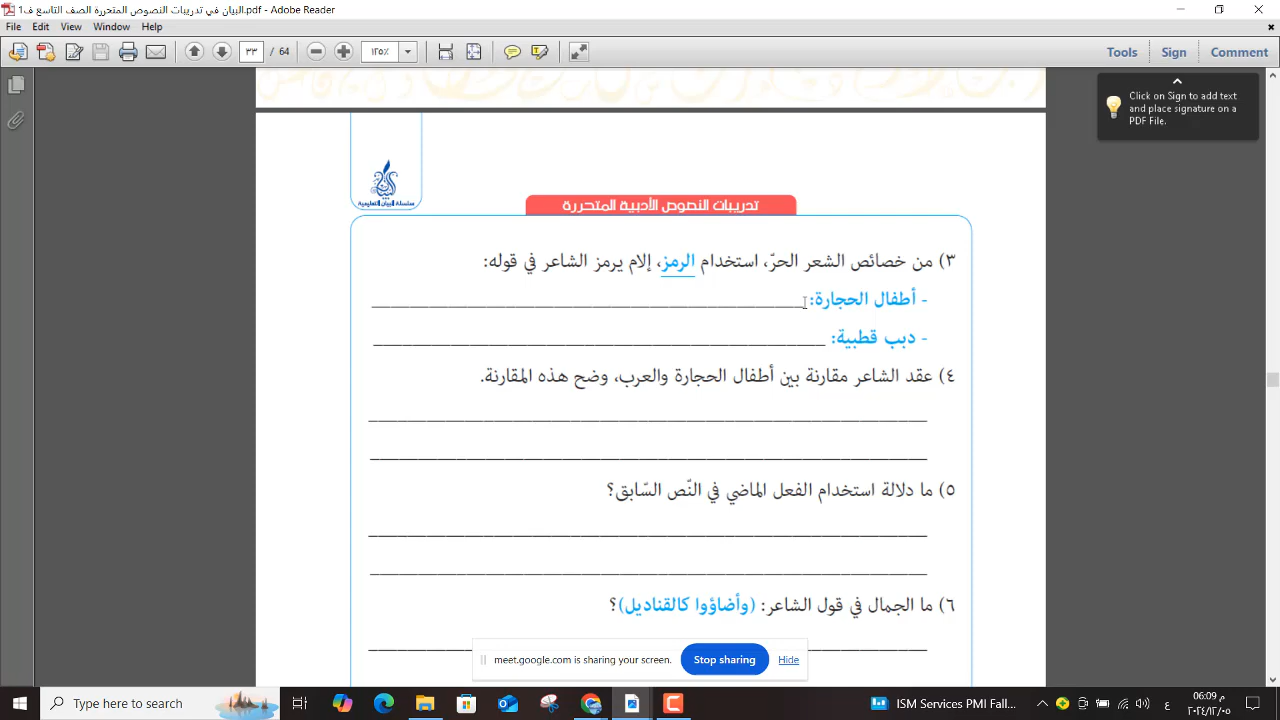 البيان في تدريبات النصوص المتحررة الصف التاسع ف1.pdf - Adobe Reader
File Edit View Window Help
٣٣ / 64 ١٢٥% Tools Sign Comment
Click on Sign to add text
and place signature on a
PDF File.
سلسلة البيان التعليمية
تدريبات النصوص الأدبية المتحررة
٣) من خصائص الشعر الحرّ، استخدام الرمز، إلام يرمز الشاعر في قوله:
- أطفال الحجارة:
- دبب قطبية:
٤) عقد الشاعر مقارنة بين أطفال الحجارة والعرب، وضح هذه المقارنة.
٥) ما دلالة استخدام الفعل الماضي في النّص السّابق؟
٦) ما الجمال في قول الشاعر: (وأضاؤوا كالقناديل)؟
meet.google.com is sharing your screen. Stop sharing Hide
Type here to search
ISM Services PMI Fall...
06:09 م